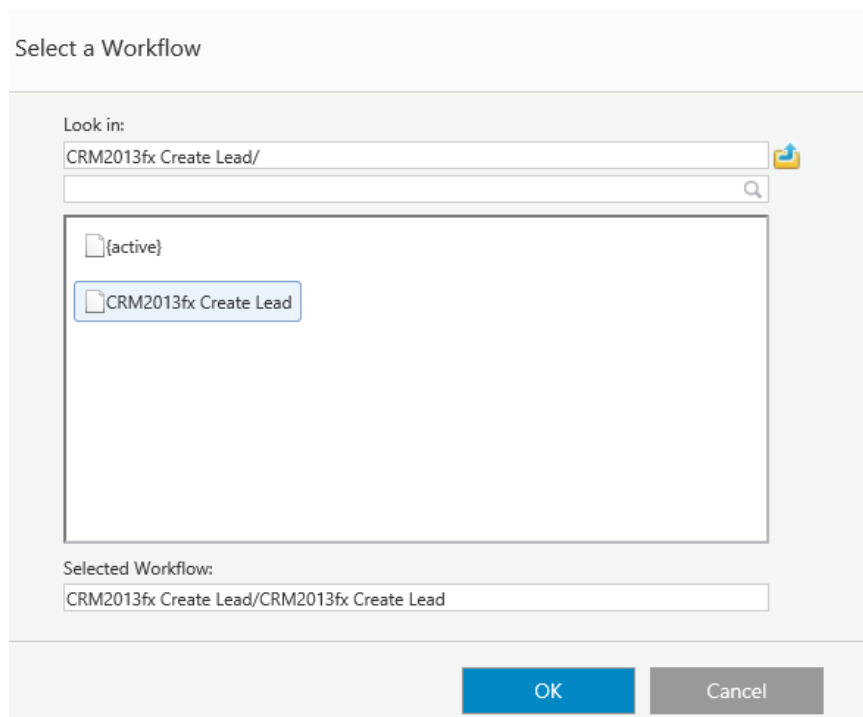 Select a Workflow
Look in:
CRM2013fx Create Lead/
{active}
CRM2013fx Create Lead
Selected Workflow:
CRM2013fx Create Lead/CRM2013fx Create Lead
OK Cancel